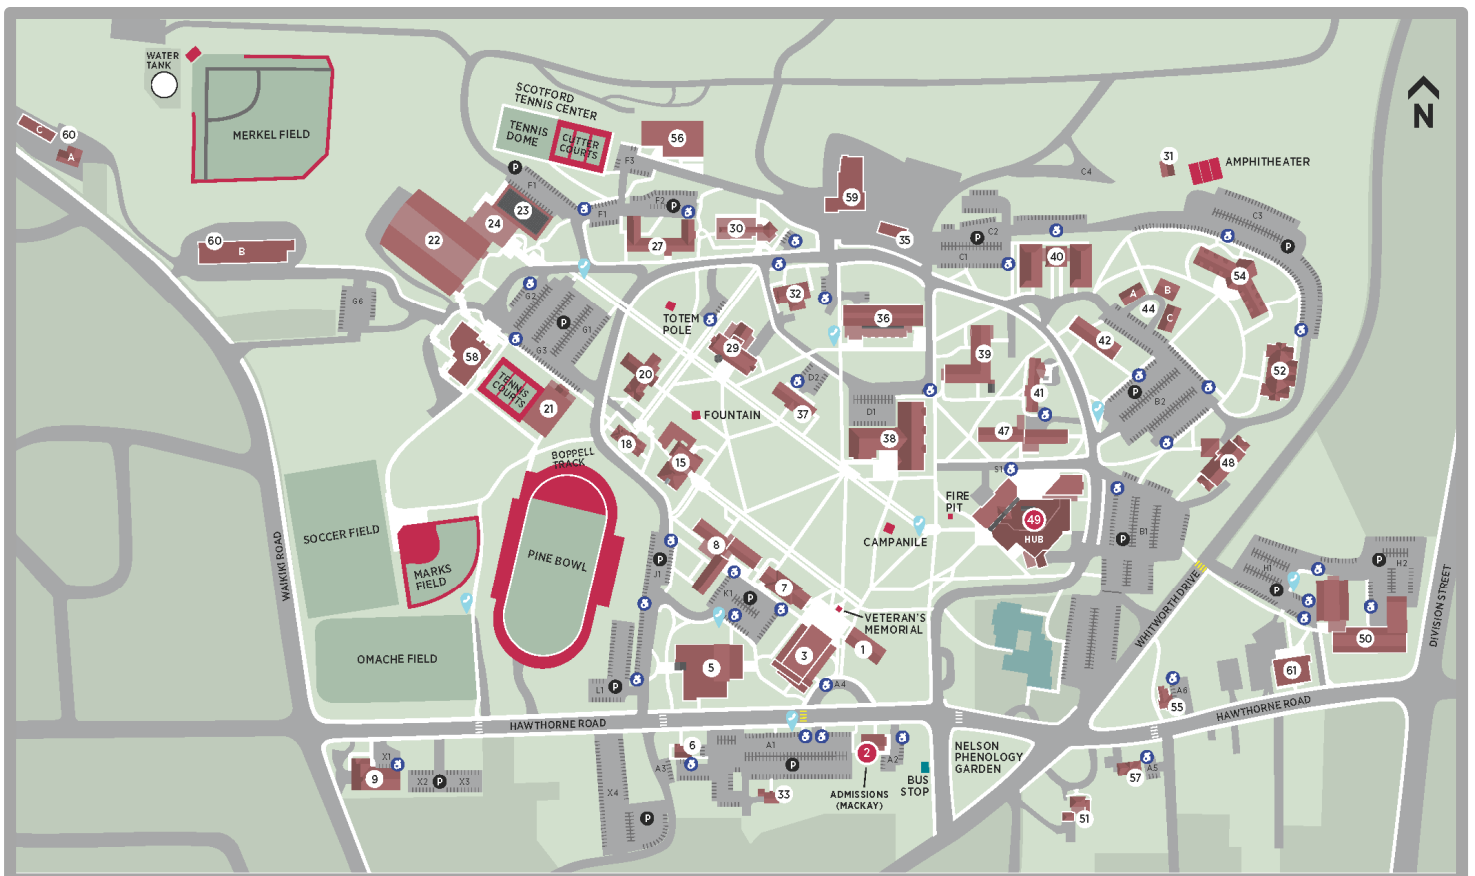 WATER
TANK
MERKEL FIELD
SCOTFORD
TENNIS CENTER
TENNIS
DOME
CUTTER
COURTS
56
F3
N
C
60
A
P
F1
23
24
22
F1
F2
P
27
30
59
35
31
AMPHITHEATER
C4
C3
P
P
C2
C1
40
54
60
B
G6
G2
P
G1
G3
TOTEM
POLE
32
36
A
B
C
44
42
58
TENNIS
COURTS
21
20
29
D2
37
39
41
P
B2
52
FOUNTAIN
D1
38
47
18
15
48
BOPPELL
TRACK
S1
FIRE
PIT
49
HUB
CAMPANILE
P
B1
SOCCER FIELD
WAIKIKI ROAD
MARKS
FIELD
PINE BOWL
P
J1
8
7
K1
P
VETERAN'S
MEMORIAL
H1
P
P
H2
50
WHITWORTH DRIVE
DIVISION STREET
OMACHE FIELD
5
3
1
A4
L1
P
61
55
A6
HAWTHORNE ROAD
HAWTHORNE ROAD
X1
9
X2
P
X3
X4
P
A3
6
A1
P
33
2
A2
ADMISSIONS
(MACKAY)
BUS
STOP
NELSON
PHENOLOGY
GARDEN
57
A5
51